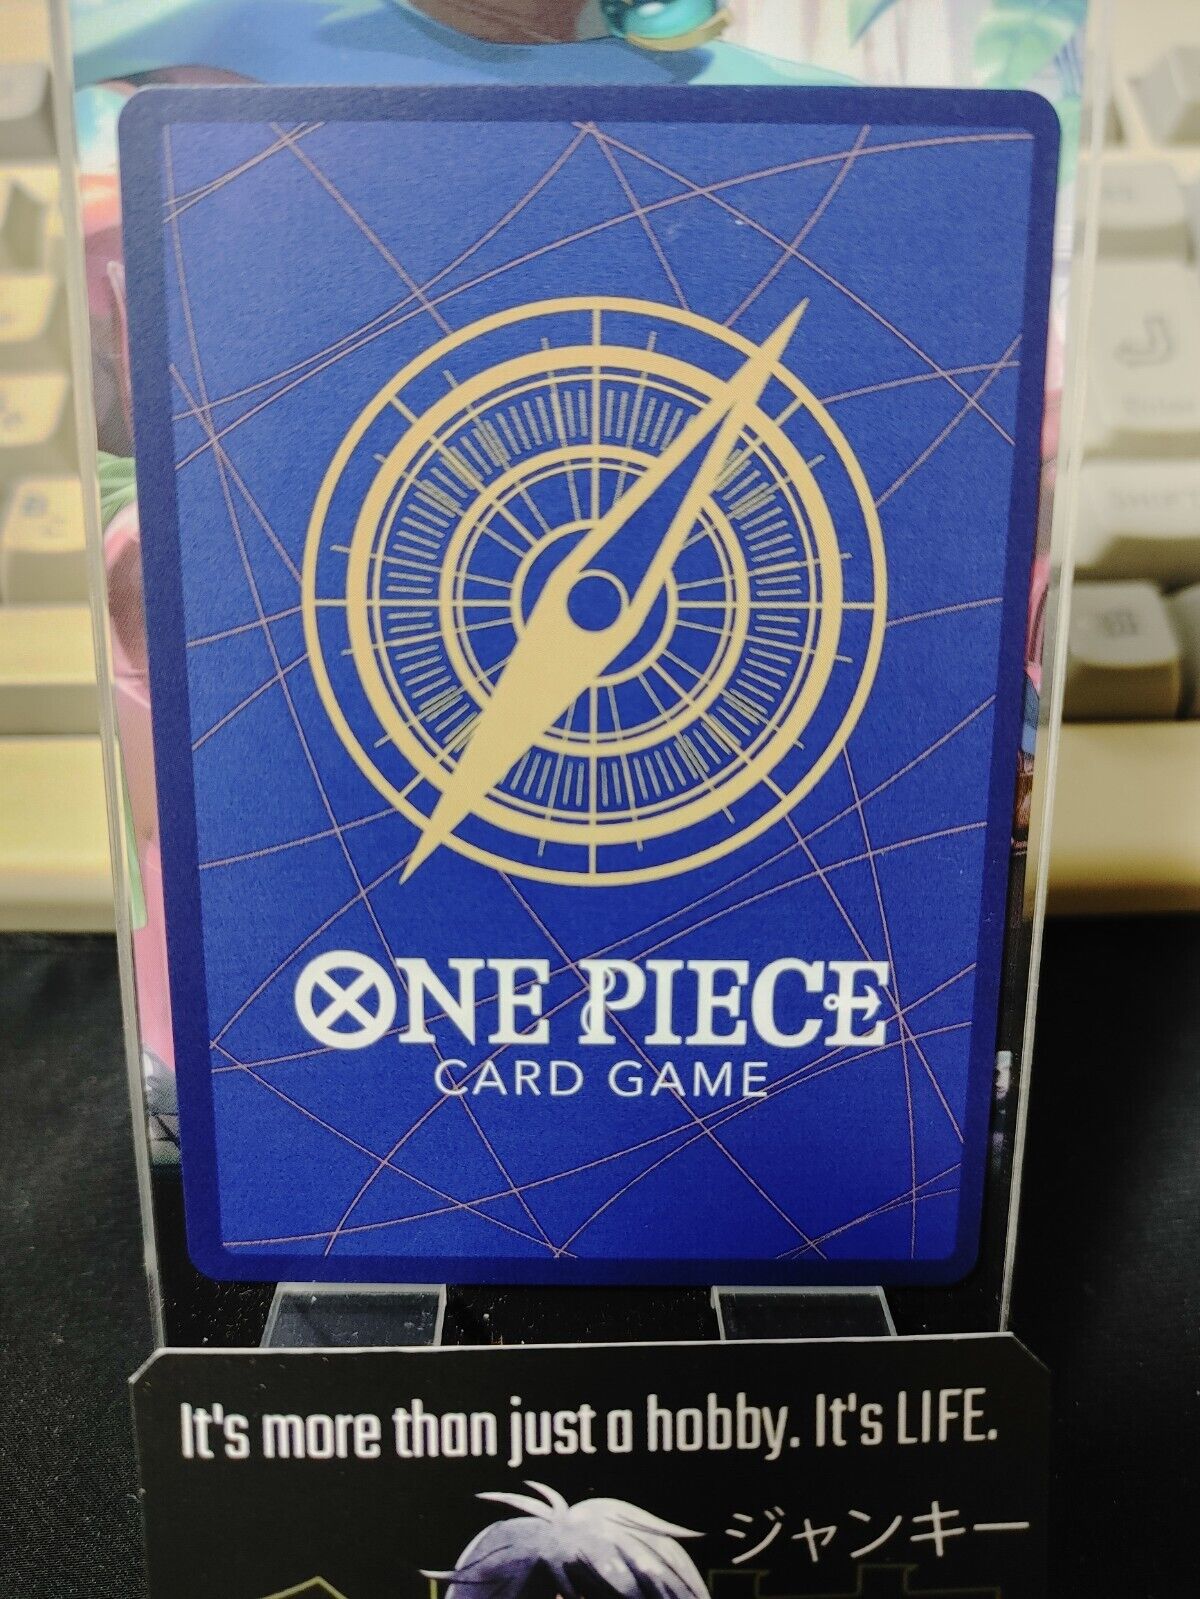 ONE PIECE
CARD GAME
It's more than just a hobby. It's LIFE.
ジャンキー